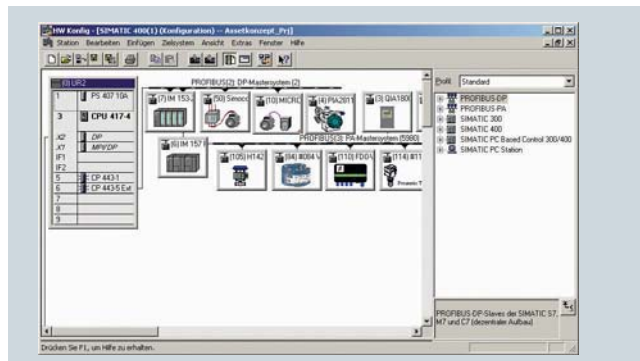 HW Konfig - [SIMATIC 400(1) (Konfiguration) -- Assetkonzept_Prj]
Station Bearbeiten Einfügen Zielsystem Ansicht Extras Fenster Hilfe
(0) UR2
1 PS 407 10A
3 CPU 417-4
X2 DP
X1 MPI/DP
IF1
IF2
5 CP 443-1
6 CP 443-5 Ext
7
8
9
PROFIBUS(2): DP-Mastersystem (2)
(7) IM 153-
(50) Simoco
(10) MICRO
(4) PIA2811
(3) QIA180
PROFIBUS(3): PA-Mastersystem (5980)
(6) IM 157
(105) H142
(110) FDO
(114) #11
Profil: Standard
PROFIBUS-DP
PROFIBUS-PA
SIMATIC 300
SIMATIC 400
SIMATIC PC Based Control 300/400
SIMATIC PC Station
PROFIBUS-DP-Slaves der SIMATIC S7,
M7 und C7 (dezentraler Aufbau)
Drücken Sie F1, um Hilfe zu erhalten.